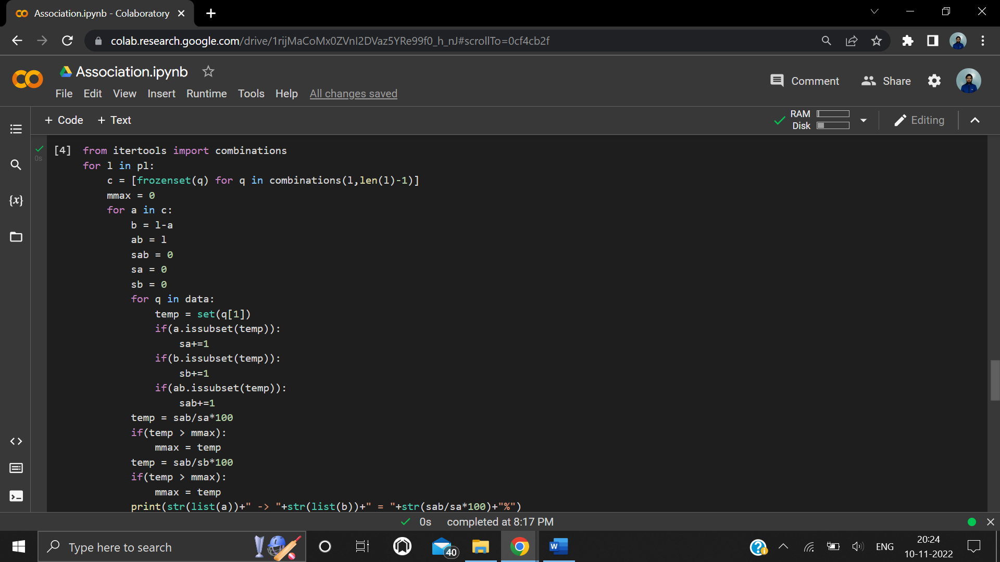 Association.ipynb - Colaboratory
colab.research.google.com/drive/1rijMaCoMx0ZVnI2DVaz5YRe99f0_h_nJ#scrollTo=0cf4cb2f
Association.ipynb
Comment
Share
File Edit View Insert Runtime Tools Help All changes saved
+ Code + Text
RAM
Disk
Editing
0s
[4] from itertools import combinations
for l in pl:
    c = [frozenset(q) for q in combinations(l,len(l)-1)]
    mmax = 0
    for a in c:
        b = l-a
        ab = l
        sab = 0
        sa = 0
        sb = 0
        for q in data:
            temp = set(q[1])
            if(a.issubset(temp)):
                sa+=1
            if(b.issubset(temp)):
                sb+=1
            if(ab.issubset(temp)):
                sab+=1
        temp = sab/sa*100
        if(temp > mmax):
            mmax = temp
        temp = sab/sb*100
        if(temp > mmax):
            mmax = temp
        print(str(list(a))+" -> "+str(list(b))+" = "+str(sab/sa*100)+"%")
{x}
0s completed at 8:17 PM
Type here to search
40
W
ENG
20:24
10-11-2022